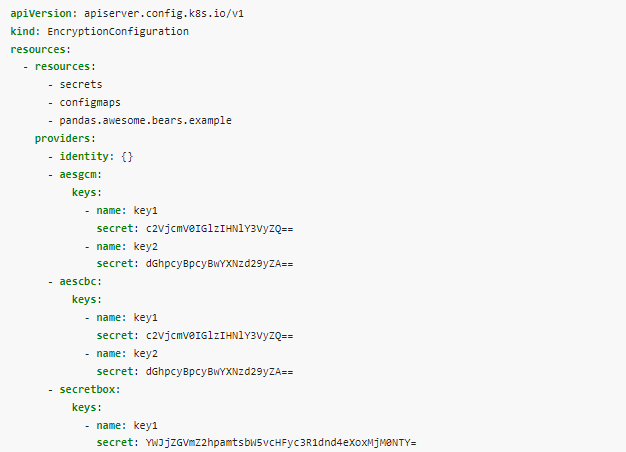 apiVersion: apiserver.config.k8s.io/v1
kind: EncryptionConfiguration
resources:
- resources:
- secrets
- configmaps
- pandas.awesome.bears.example
providers:
- identity: {}
- aesgcm:
keys:
- name: key1
secret: c2VjcmV0IGlzIHNlY3VyZQ==
- name: key2
secret: dGhpcyBpcyBwYXNzd29yZA==
- aescbc:
keys:
- name: key1
secret: c2VjcmV0IGlzIHNlY3VyZQ==
- name: key2
secret: dGhpcyBpcyBwYXNzd29yZA==
- secretbox:
keys:
- name: key1
secret: YWJjZGVmZ2hpamtsbW5vcHFyc3R1dnd4eXoxMjM0NTY=